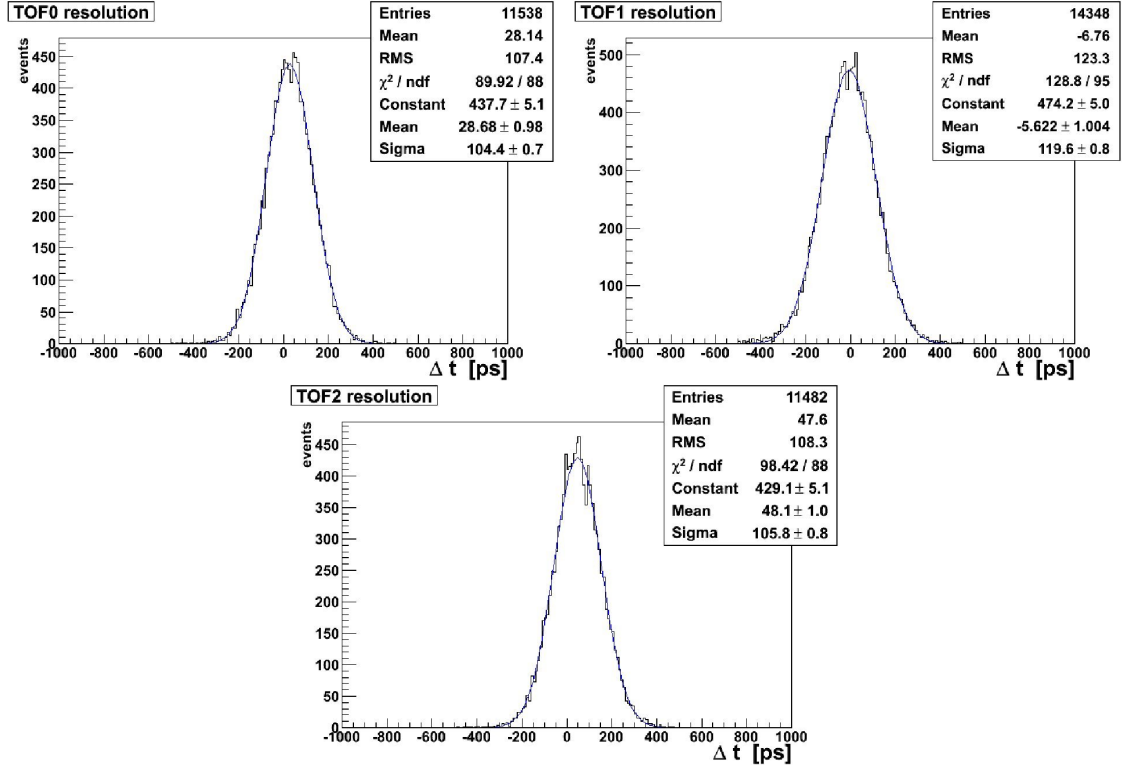 TOF0 resolution
Entries 11538
Mean 28.14
RMS 107.4
χ² / ndf 89.92 / 88
Constant 437.7 ± 5.1
Mean 28.68 ± 0.98
Sigma 104.4 ± 0.7
events
450
400
350
300
250
200
150
100
50
0
-1000 -800 -600 -400 -200 0 200 400 600 800 1000
Δ t [ps]
TOF1 resolution
Entries 14348
Mean -6.76
RMS 123.3
χ² / ndf 128.8 / 95
Constant 474.2 ± 5.0
Mean -5.622 ± 1.004
Sigma 119.6 ± 0.8
events
500
400
300
200
100
0
-1000 -800 -600 -400 -200 0 200 400 600 800 1000
Δ t [ps]
TOF2 resolution
Entries 11482
Mean 47.6
RMS 108.3
χ² / ndf 98.42 / 88
Constant 429.1 ± 5.1
Mean 48.1 ± 1.0
Sigma 105.8 ± 0.8
events
450
400
350
300
250
200
150
100
50
0
-1000 -800 -600 -400 -200 0 200 400 600 800 1000
Δ t [ps]